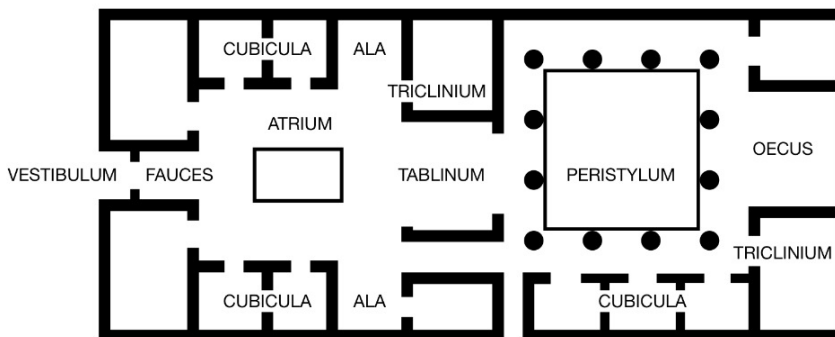 CUBICULA
ALA
TRICLINIUM
ATRIUM
VESTIBULUM
FAUCES
TABLINUM
PERISTYLUM
OECUS
TRICLINIUM
CUBICULA
ALA
CUBICULA